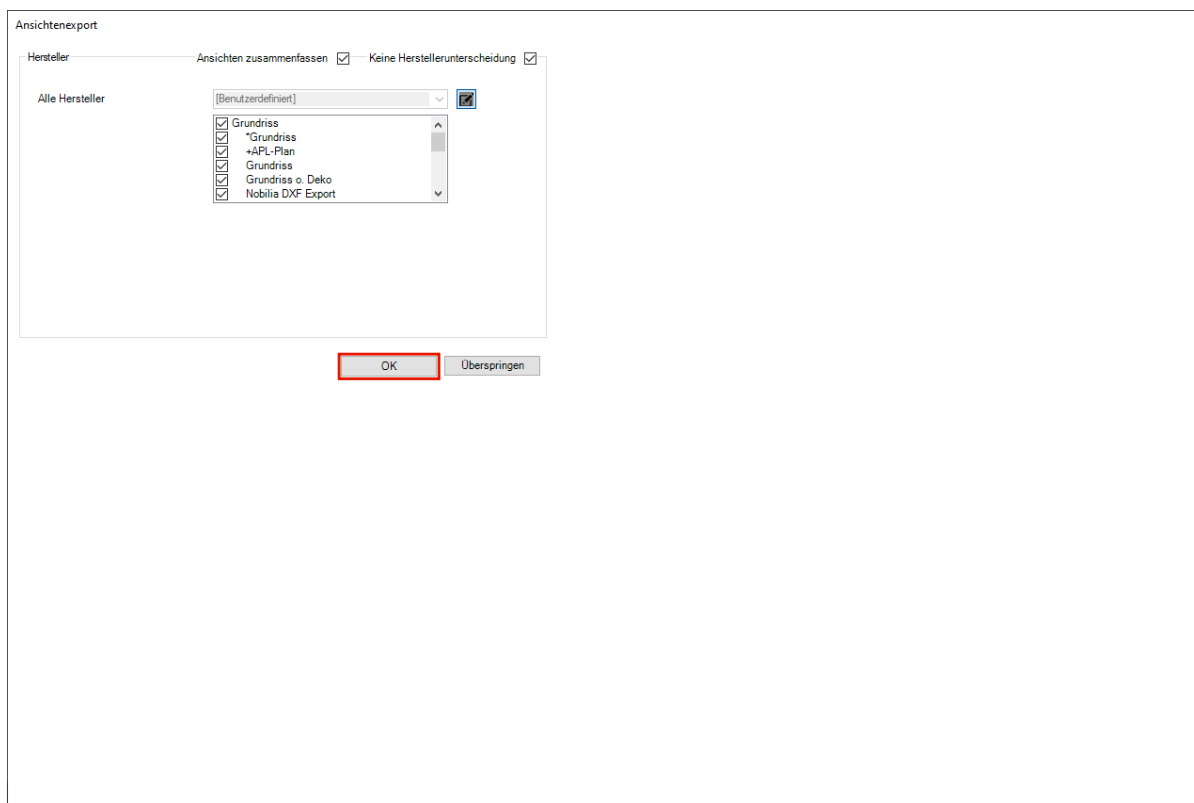 Ansichtenexport
Hersteller Ansichten zusammenfassen Keine Herstellerunterscheidung
Alle Hersteller [Benutzerdefiniert]
Grundriss
*Grundriss
+APL-Plan
Grundriss
Grundriss o. Deko
Nobilia DXF Export
OK Überspringen